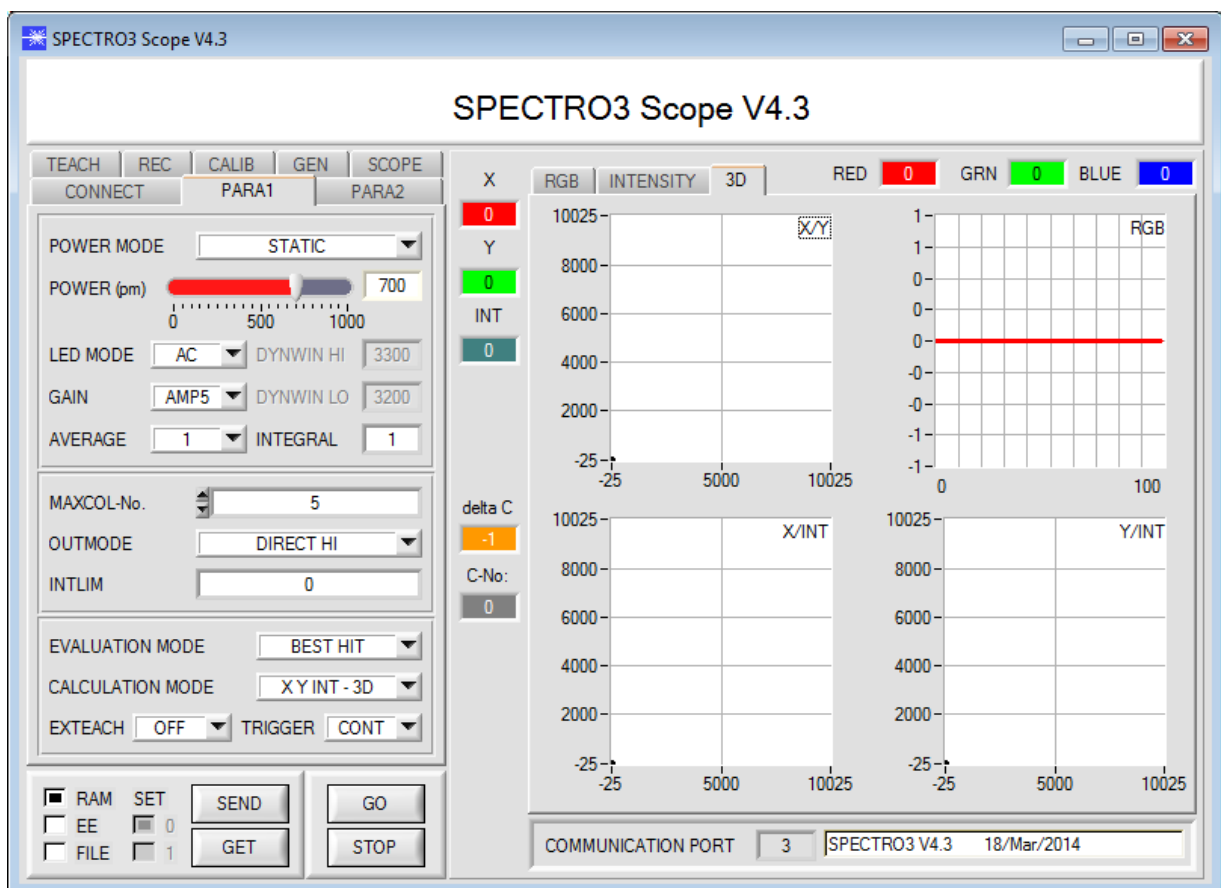 SPECTRO3 Scope V4.3
SPECTRO3 Scope V4.3
TEACH REC CALIB GEN SCOPE
CONNECT PARA1 PARA2
POWER MODE STATIC
POWER (pm) 700
0 500 1000
LED MODE AC DYNWIN HI 3300
GAIN AMP5 DYNWIN LO 3200
AVERAGE 1 INTEGRAL 1
MAXCOL-No. 5
OUTMODE DIRECT HI
INTLIM 0
EVALUATION MODE BEST HIT
CALCULATION MODE X Y INT - 3D
EXTEACH OFF TRIGGER CONT
RAM SET SEND GO
EE 0
FILE 1 GET STOP
X
0
Y
0
INT
0
delta C
-1
C-No:
0
RGB INTENSITY 3D RED 0 GRN 0 BLUE 0
X/Y
10025
8000
6000
4000
2000
-25
-25 5000 10025
RGB
1
1
0
0
0
-0
-0
-1
-1
0 100
X/INT
10025
8000
6000
4000
2000
-25
-25 5000 10025
Y/INT
10025
8000
6000
4000
2000
-25
-25 5000 10025
COMMUNICATION PORT 3 SPECTRO3 V4.3 18/Mar/2014